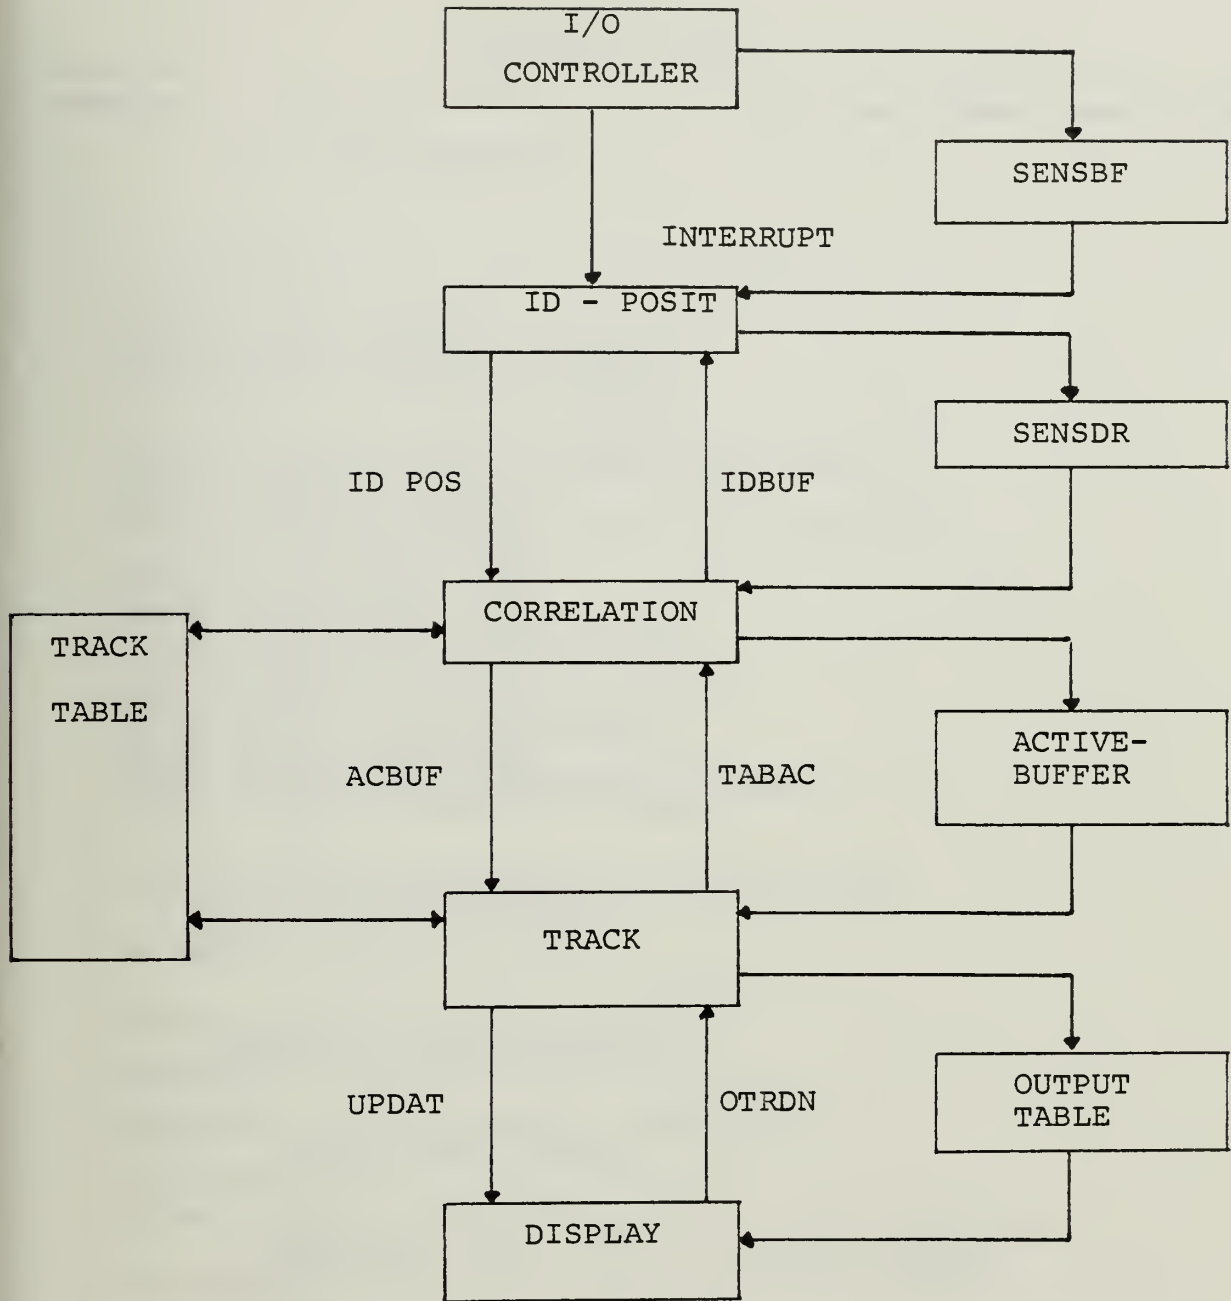 I/O
CONTROLLER
SENSBF
INTERRUPT
ID - POSIT
SENSDR
ID POS
IDBUF
CORRELATION
TRACK
TABLE
ACTIVE-
BUFFER
ACBUF
TABAC
TRACK
OUTPUT
TABLE
UPDAT
OTRDN
DISPLAY